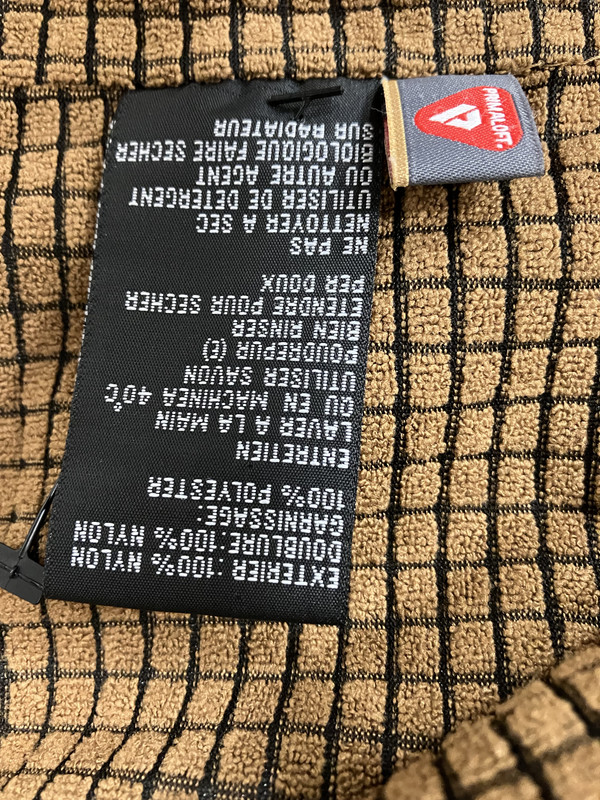 EXTERIER :100% NYLON
DOUBLURE :100% NYLON
GARNISSAGE:
100% POLYESTER
ENTRETIEN
LAVER A LA MAIN
OU EN MACHINEA 40°C
UTILISER SAVON
POUDREPUR (E)
BIEN RINSER
ETENDRE POUR SECHER
PER DOUX
NE PAS
NETTOYER A SEC
UTILISER DE DETERGENT
OU AUTRE AGENT
BIOLOGIQUE FAIRE SECHER
SUR RADIATEUR
PRIMALOFT®